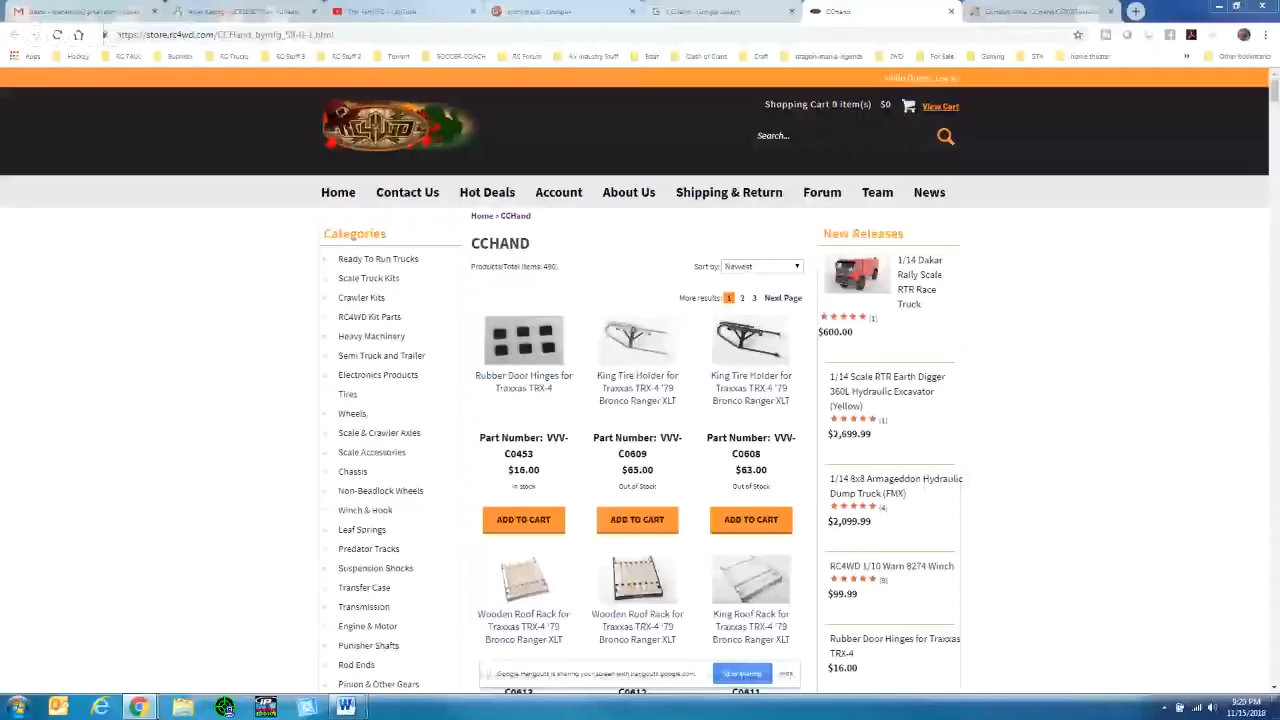 YouTube
CCHand
https://store.rc4wd.com/CCHand_bymfg_
Apps Hockey RC TALK Business RC Trucks RC Stuff 3 RC Stuff 2 Torrent SOCCER-COACH RC Forum Clash of Giant Craft dragon-mania-legends DVD For Sale Gaming GTA home theater Other bookmarks
Shopping Cart 0 item(s) $0 View Cart
RC4WD
Search...
Home Contact Us Hot Deals Account About Us Shipping & Return Forum Team News
Home > CCHand
Categories
Ready To Run Trucks
Scale Truck Kits
Crawler Kits
RC4WD Kit Parts
Heavy Machinery
Semi Truck and Trailer
Electronics Products
Tires
Wheels,
Scale & Crawler Axles
Scale Accessories
Chassis
Non-Beadlock Wheels
Winch & Hook
Leaf Springs
Predator Tracks
Suspension Shocks
Transfer Case
Transmission
Engine & Motor
Punisher Shafts
Rod Ends
Pinion & Other Gears
CCHAND
Products(Total Items: 490)
Sort by: Newest
More results: 1 2 3 Next Page
Rubber Door Hinges for
Traxxas TRX-4
Part Number: VVV-
C0453
$16.00
In stock
ADD TO CART
King Tire Holder for
Traxxas TRX-4 '79
Bronco Ranger XLT
Part Number: VVV-
C0609
$65.00
Out of Stock
ADD TO CART
King Tire Holder for
Traxxas TRX-4 '79
Bronco Ranger XLT
Part Number: VVV-
C0608
$63.00
Out of Stock
ADD TO CART
Wooden Roof Rack for
Traxxas TRX-4 '79
Bronco Ranger XLT
C0613
Wooden Roof Rack for
Traxxas TRX-4 '79
Bronco Ranger XLT
C0612
King Roof Rack for
Traxxas TRX-4 '79
Bronco Ranger XLT
C0611
New Releases
1/14 Dakar
Rally Scale
RTR Race
Truck
(1)
$600.00
1/14 Scale RTR Earth Digger
360L Hydraulic Excavator
(Yellow)
(1)
$2,699.99
1/14 8x8 Armageddon Hydraulic
Dump Truck (FMX)
(4)
$2,099.99
RC4WD 1/10 Warn 8274 Winch
(9)
$99.99
Rubber Door Hinges for Traxxas
TRX-4
$16.00
Google Hangouts is sharing your screen with hangouts.google.com. Stop sharing Hide
9:20 PM
11/15/2018